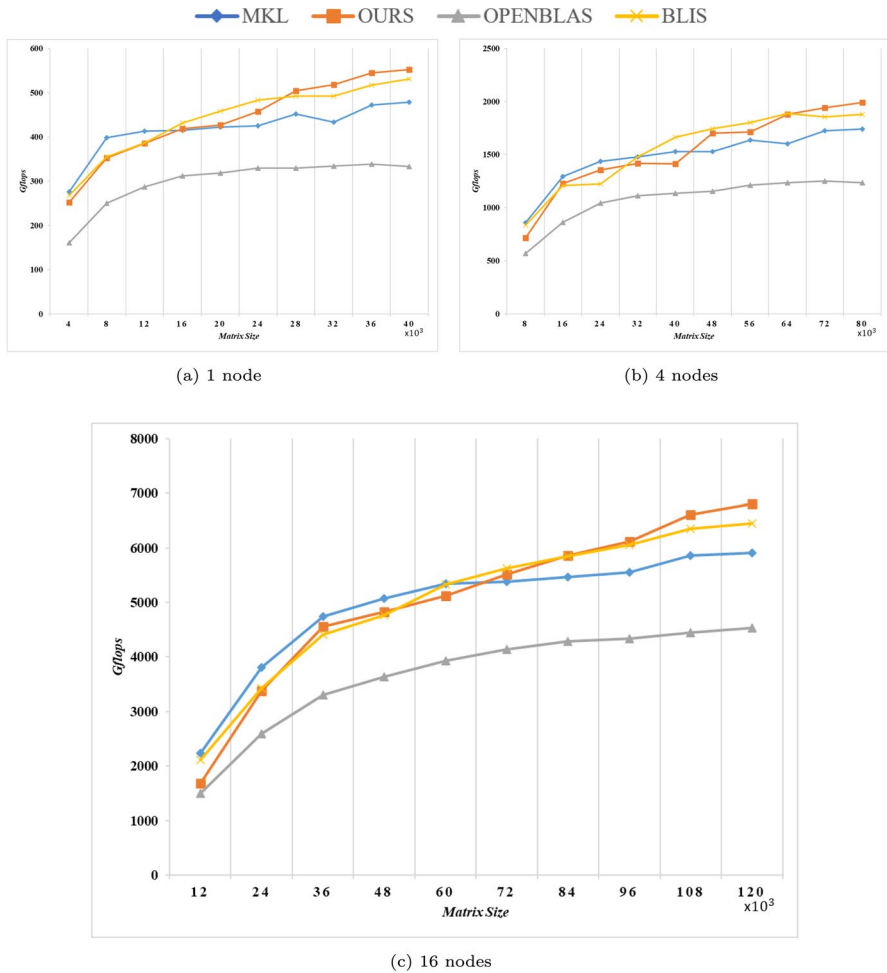 MKL OURS OPENBLAS BLIS
600
500
400
300
200
100
0
Gflops
4 8 12 16 20 24 28 32 36 40
Matrix Size
x10³
(a) 1 node
2500
2000
1500
1000
500
0
Gflops
8 16 24 32 40 48 56 64 72 80
Matrix Size
x10³
(b) 4 nodes
8000
7000
6000
5000
4000
3000
2000
1000
0
Gflops
12 24 36 48 60 72 84 96 108 120
Matrix Size
x10³
(c) 16 nodes